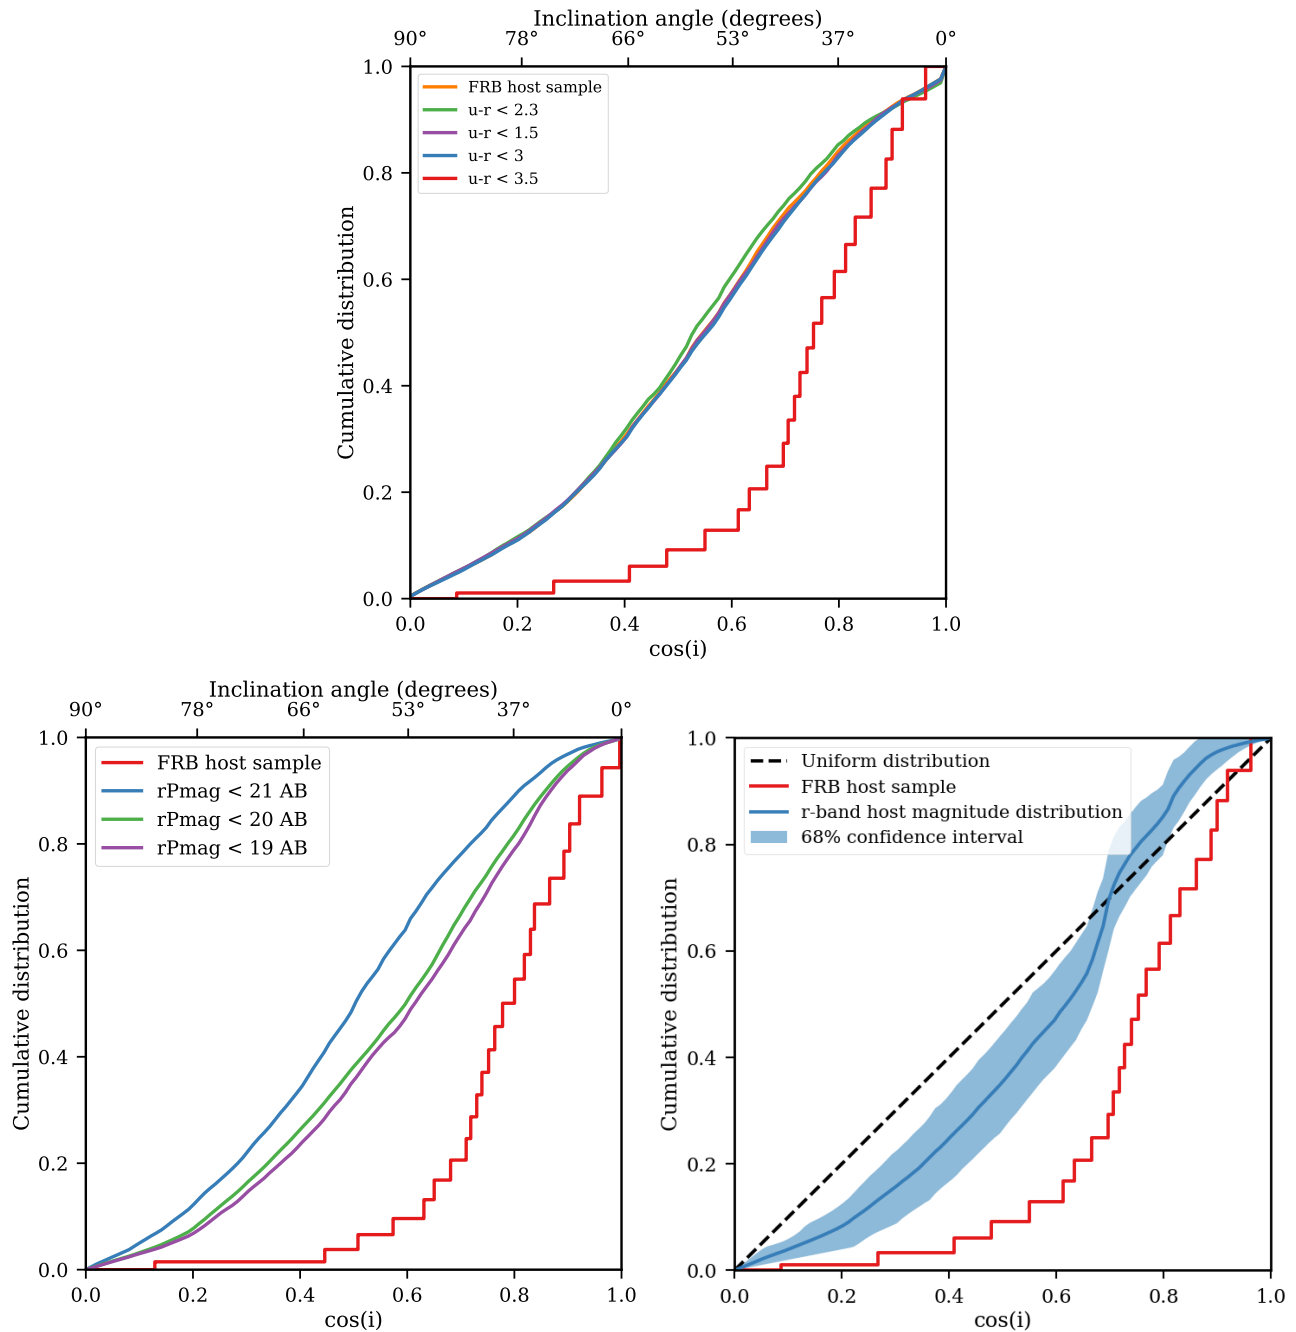 Inclination angle (degrees)
90° 78° 66° 53° 37° 0°
1.0
0.8
0.6
0.4
0.2
0.0
Cumulative distribution
FRB host sample
u-r < 2.3
u-r < 1.5
u-r < 3
u-r < 3.5
0.0 0.2 0.4 0.6 0.8 1.0
cos(i)
Inclination angle (degrees)
90° 78° 66° 53° 37° 0°
1.0
0.8
0.6
0.4
0.2
0.0
Cumulative distribution
FRB host sample
rPmag < 21 AB
rPmag < 20 AB
rPmag < 19 AB
0.0 0.2 0.4 0.6 0.8 1.0
cos(i)
1.0
0.8
0.6
0.4
0.2
0.0
Cumulative distribution
Uniform distribution
FRB host sample
r-band host magnitude distribution
68% confidence interval
0.0 0.2 0.4 0.6 0.8 1.0
cos(i)